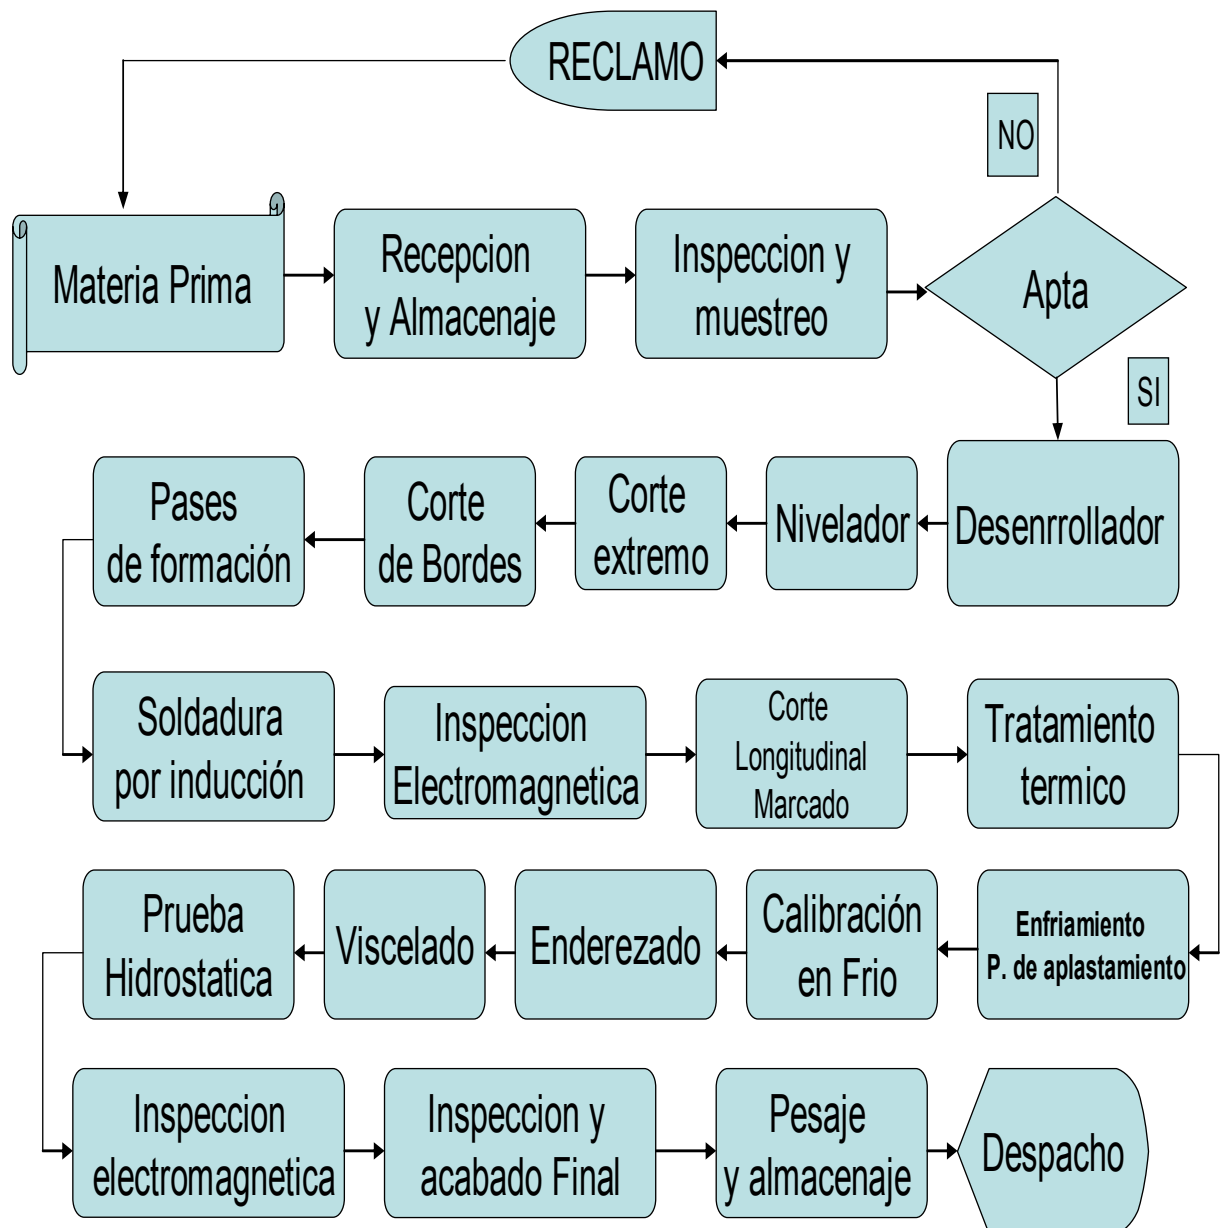 RECLAMO
NO
Materia Prima
Recepcion
y Almacenaje
Inspeccion y
muestreo
Apta
SI
Pases
de formación
Corte
de Bordes
Corte
extremo
Nivelador
Desenrrollador
Soldadura
por inducción
Inspeccion
Electromagnetica
Corte
Longitudinal
Marcado
Tratamiento
termico
Prueba
Hidrostatica
Viscelado
Enderezado
Calibración
en Frio
Enfriamiento
P. de aplastamiento
Inspeccion
electromagnetica
Inspeccion y
acabado Final
Pesaje
y almacenaje
Despacho